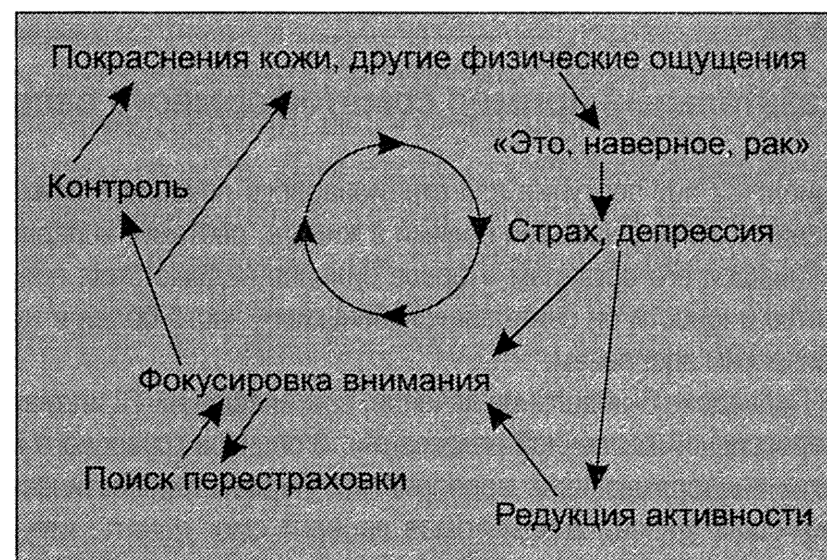 Покраснения кожи, другие физические ощущения
«Это, наверное, рак»
Контроль
Страх, депрессия
Фокусировка внимания
Поиск перестраховки
Редукция активности